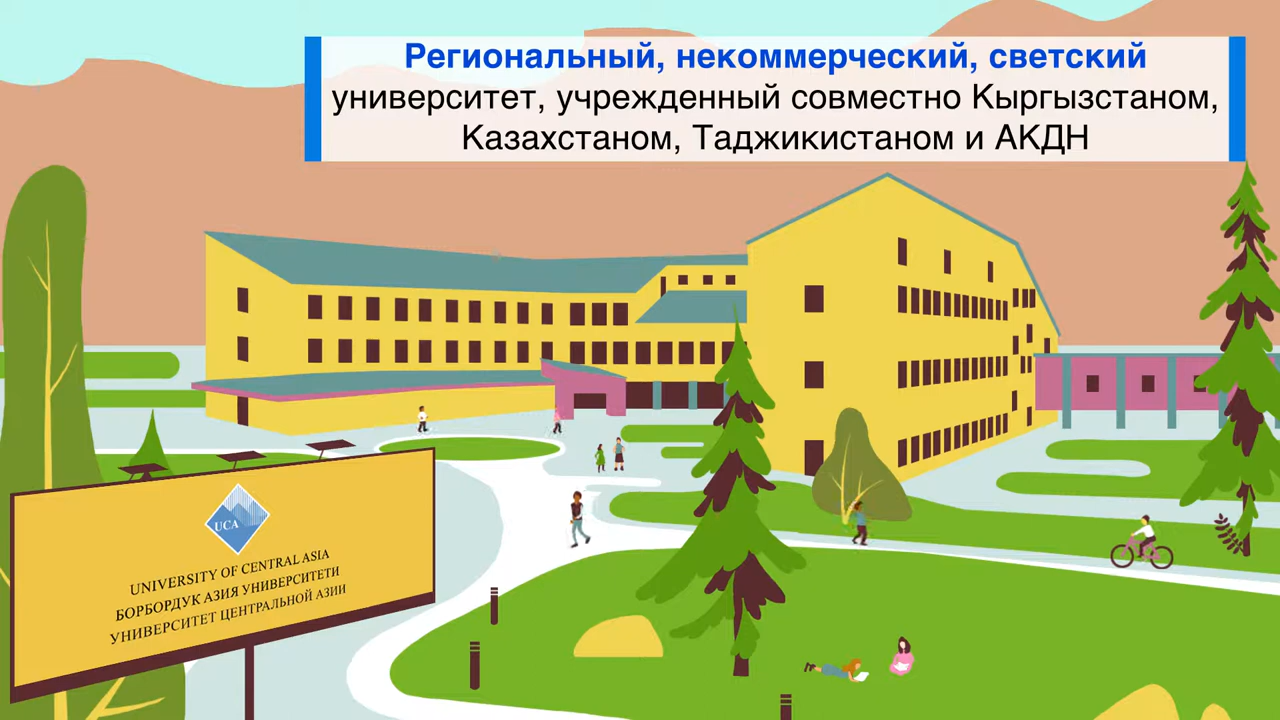 Региональный, некоммерческий, светский
университет, учрежденный совместно Кыргызстаном,
Казахстаном, Таджикистаном и АКДН
UCA
UNIVERSITY OF CENTRAL ASIA
БОРБОРДУК АЗИЯ УНИВЕРСИТЕТИ
УНИВЕРСИТЕТ ЦЕНТРАЛЬНОЙ АЗИИ